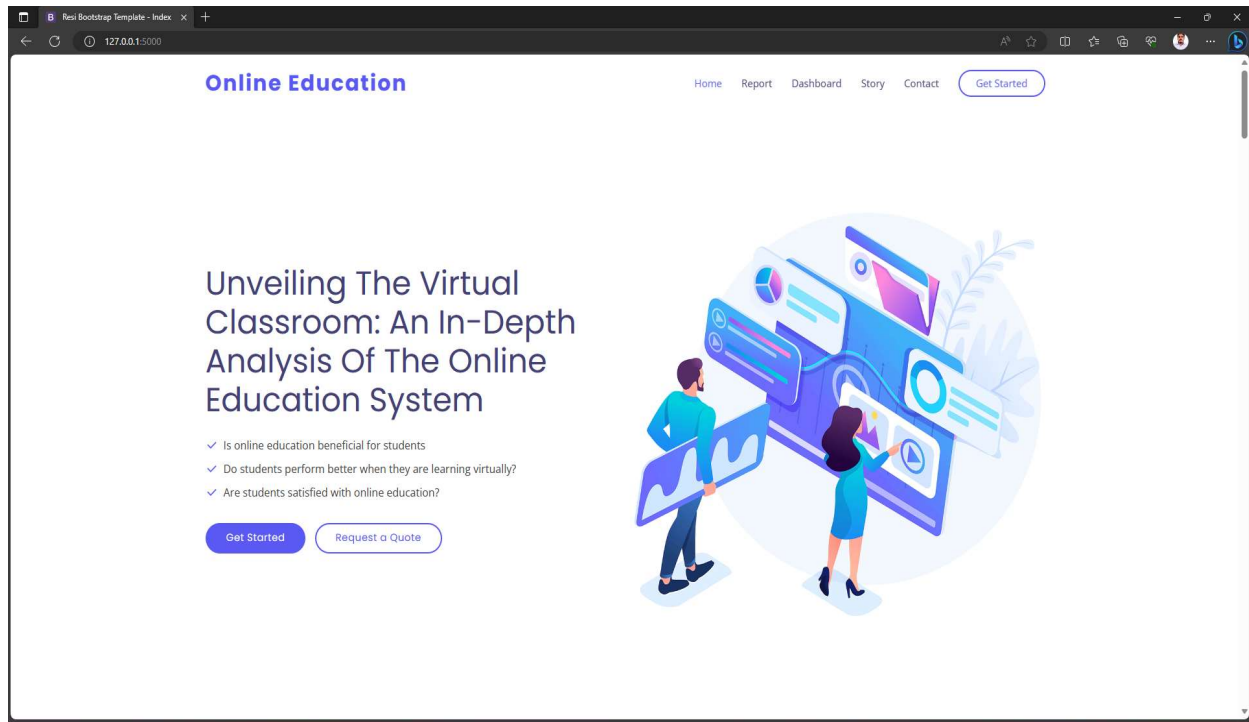 Resi Bootstrap Template - Index
127.0.0.1:5000
Online Education
Home Report Dashboard Story Contact Get Started
Unveiling The Virtual
Classroom: An In-Depth
Analysis Of The Online
Education System
Is online education beneficial for students
Do students perform better when they are learning virtually?
Are students satisfied with online education?
Get Started Request a Quote